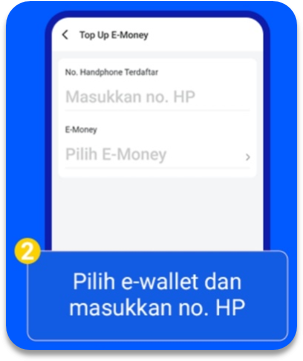 Top Up E-Money
No. Handphone Terdaftar
Masukkan no. HP
E-Money
Pilih E-Money
2
Pilih e-wallet dan
masukkan no. HP